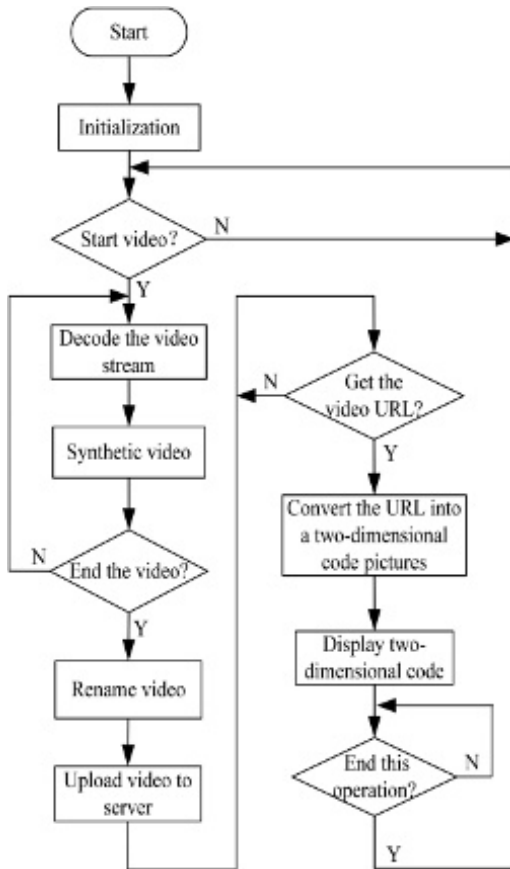 Start
Initialization
Start video?
N
Y
Decode the video
stream
Synthetic video
End the video?
N
Y
Rename video
Upload video to
server
Get the
video URL?
N
Y
Convert the URL into
a two-dimensional
code pictures
Display two-
dimensional code
End this
operation?
N
Y